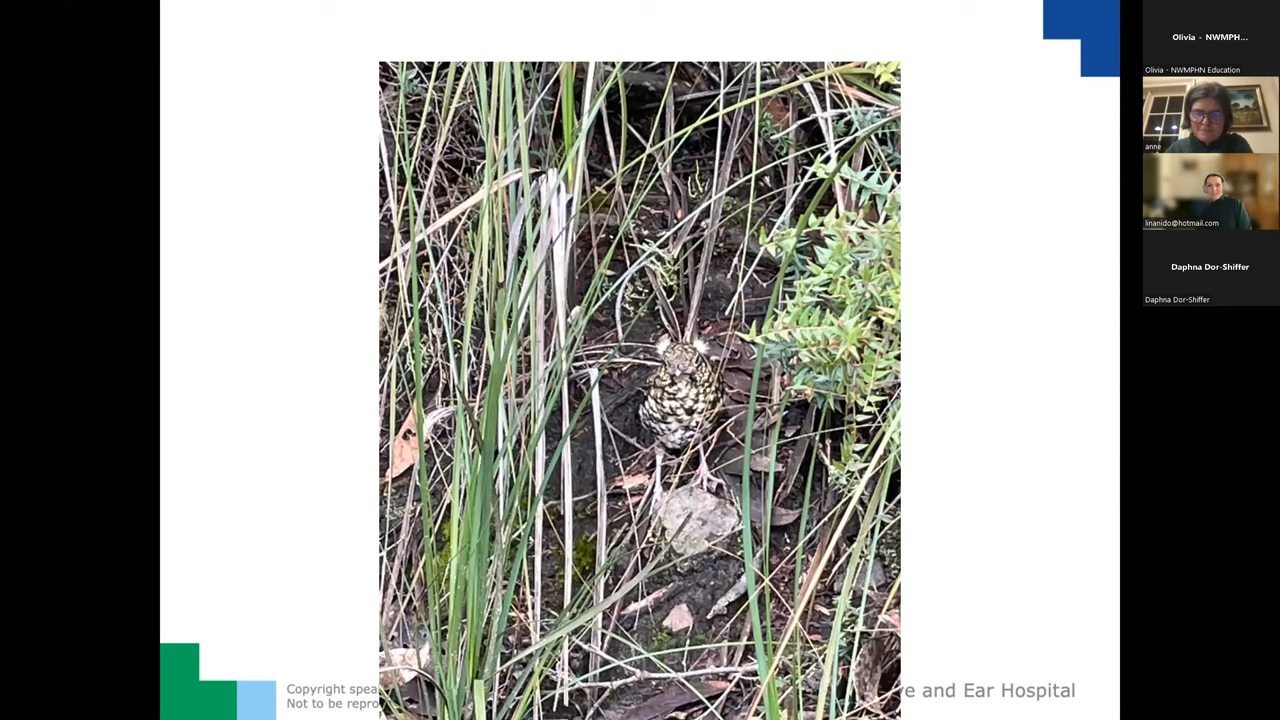 Olivia - NWMPH...
Olivia - NWMPHN Education
anne
linanido@hotmail.com
Daphna Dor-Shiffer
Daphna Dor-Shiffer
Copyright spea
Not to be repro
e and Ear Hospital